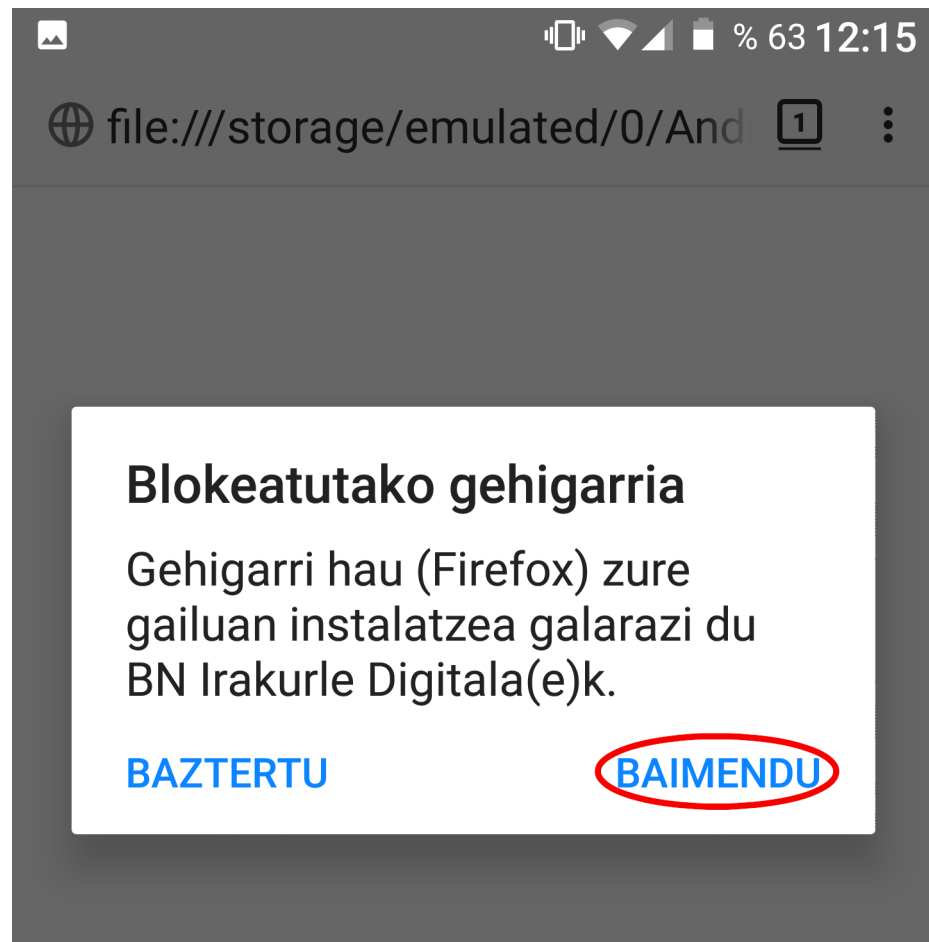 % 63 12:15
file:///storage/emulated/0/And
1
Blokeatutako gehigarria
Gehigarri hau (Firefox) zure
gailuan instalatzea galarazi du
BN Irakurle Digitala(e)k.
BAZTERTU BAIMENDU